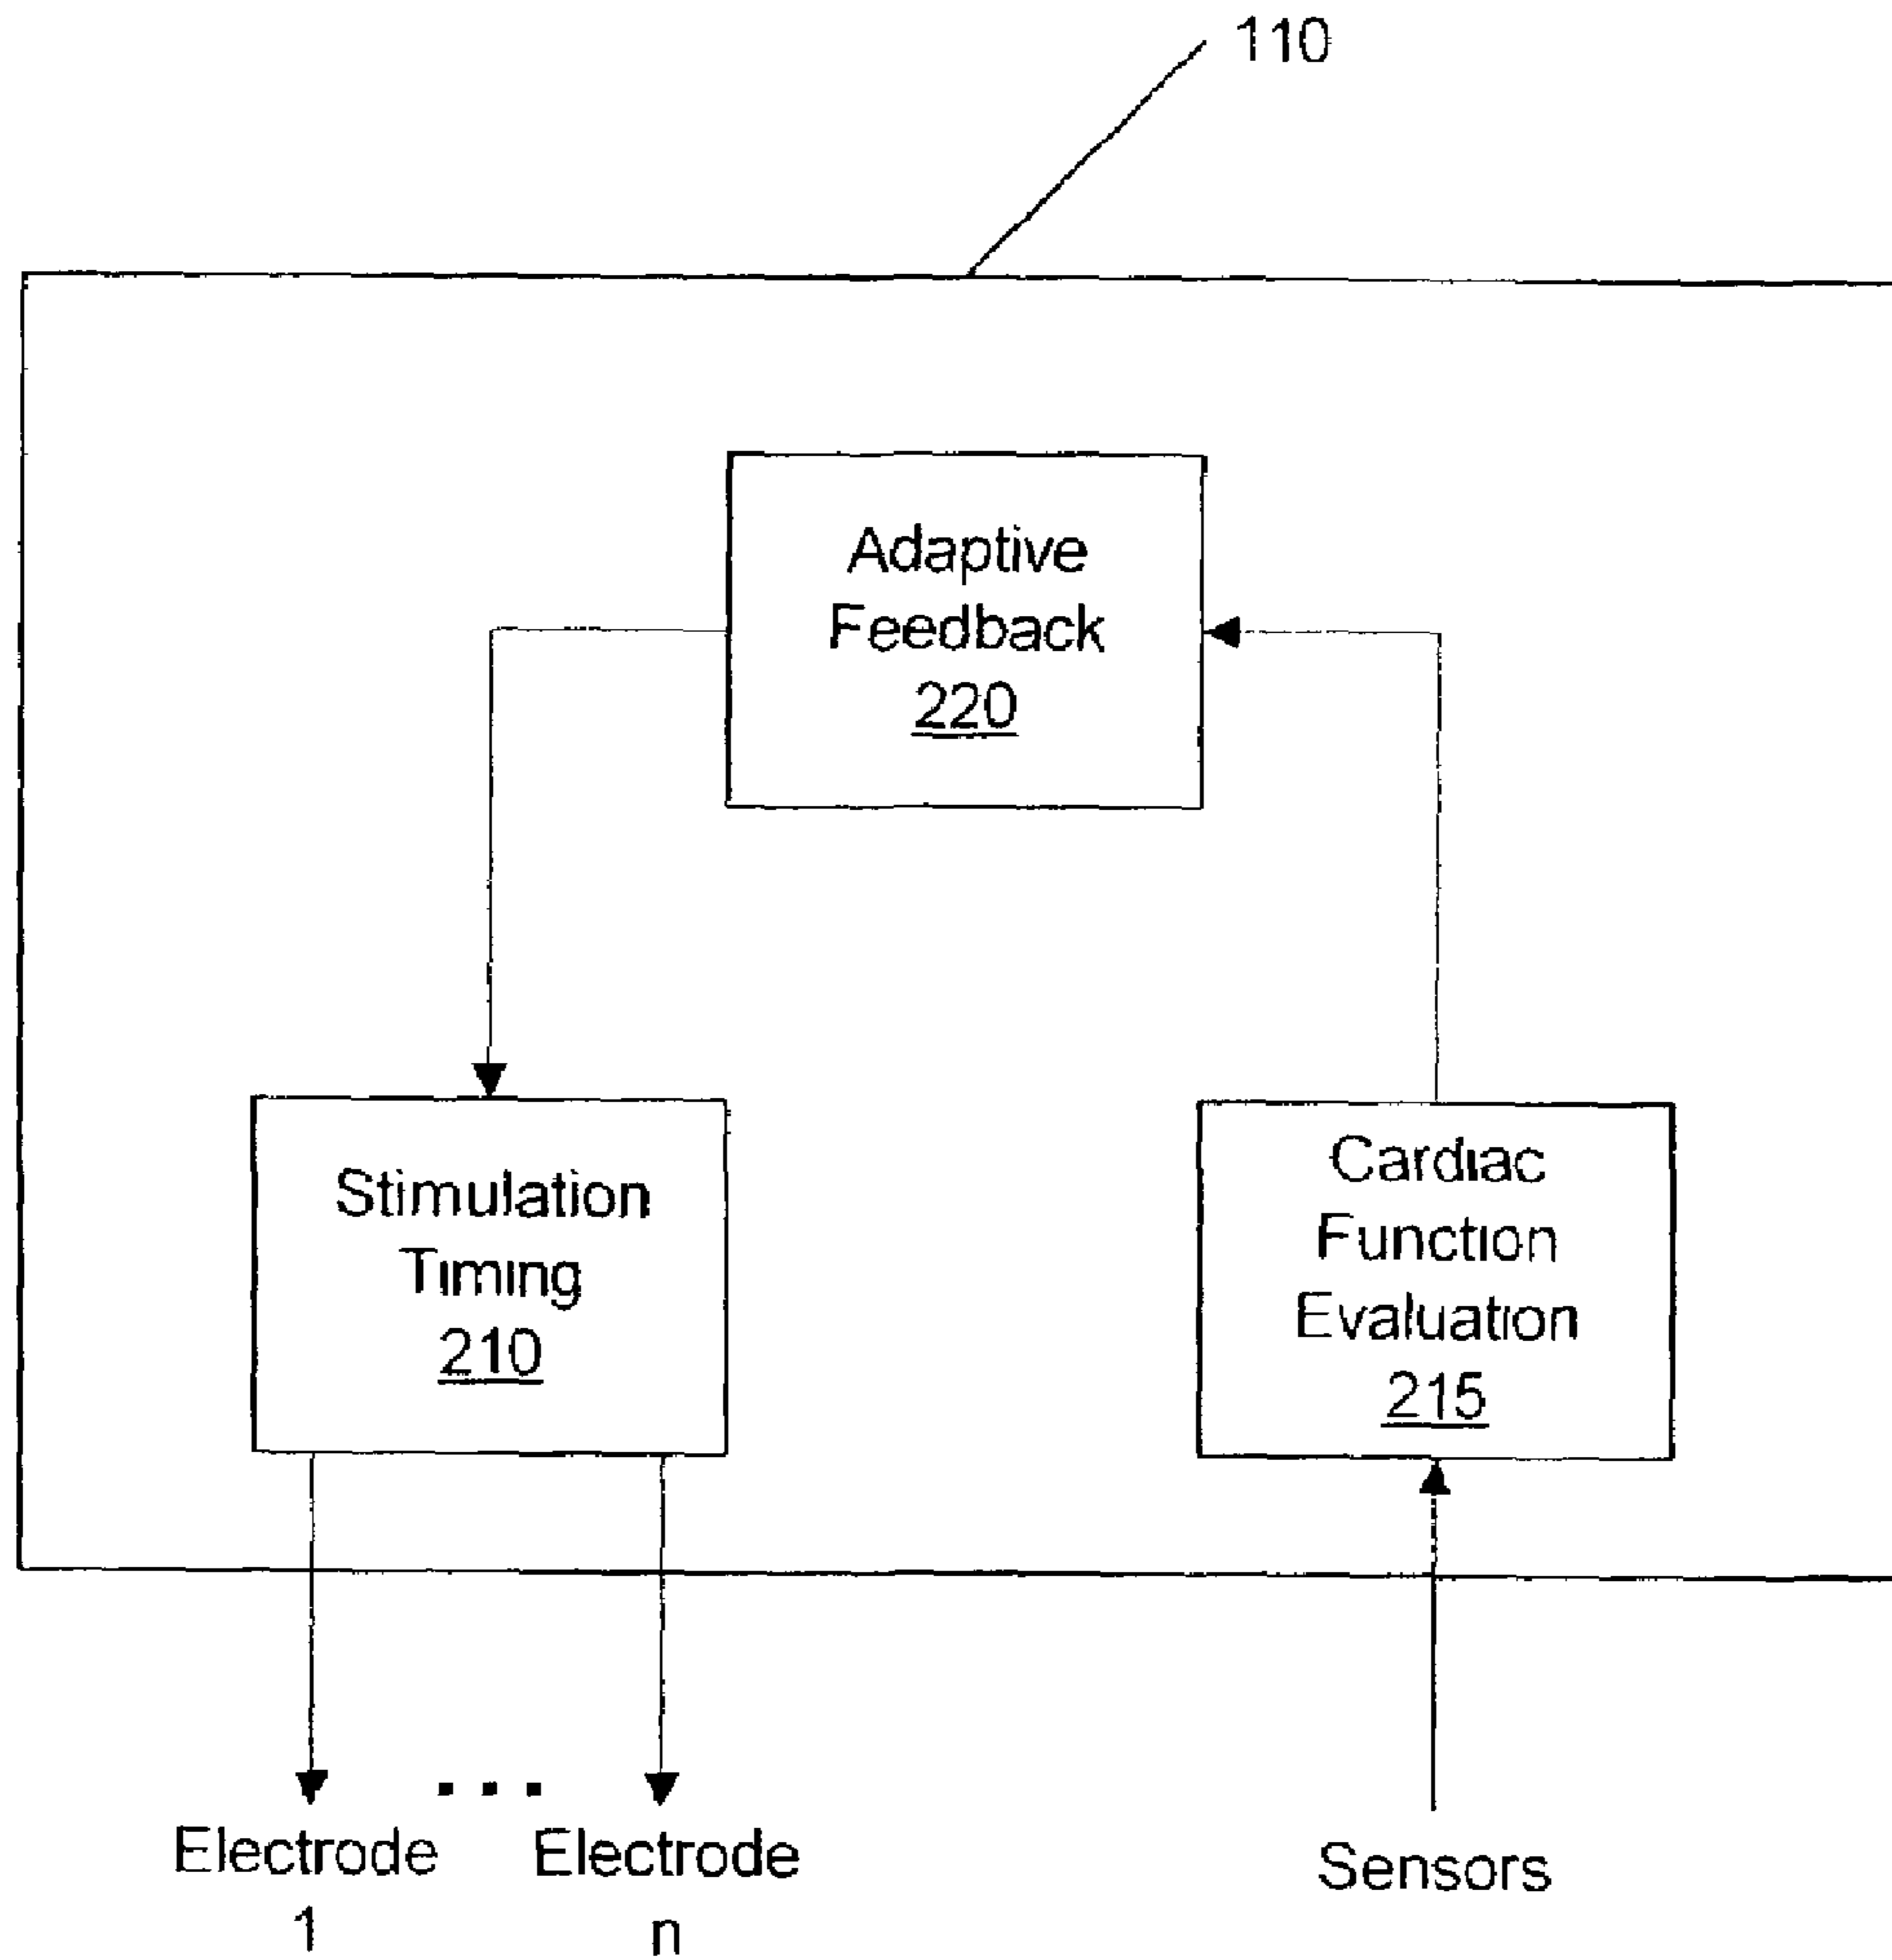 110
Adaptive
Feedback
220
Stimulation
Timing
210
Cardiac
Function
Evaluation
215
Electrode
1
...
Electrode
n
Sensors